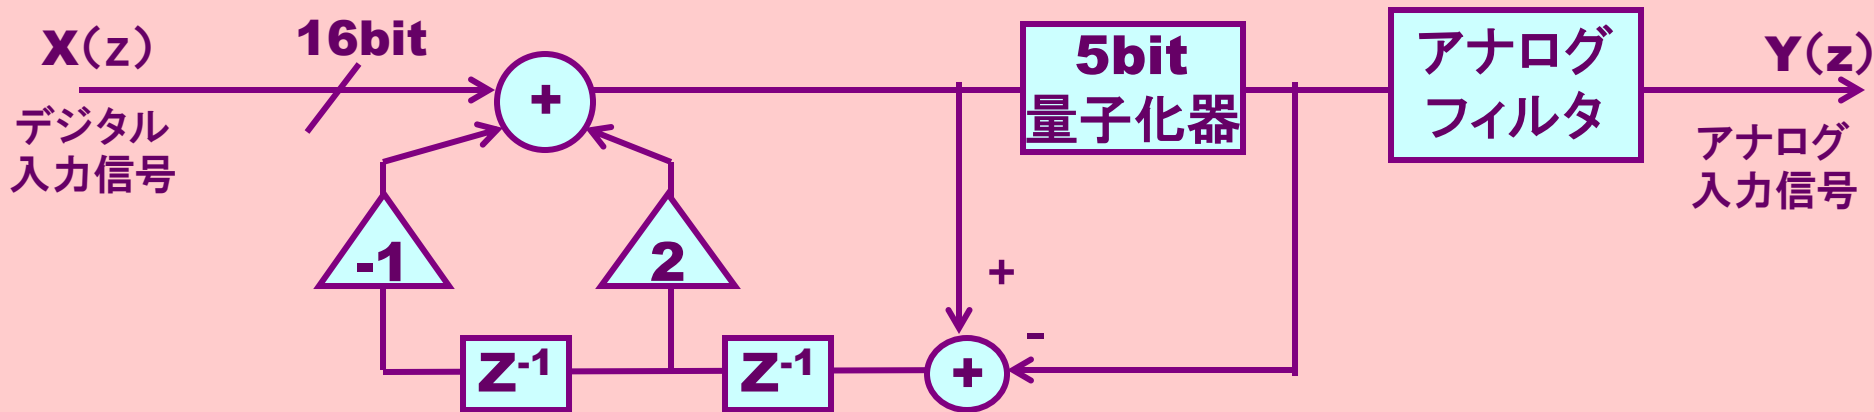 X(z)
デジタル
入力信号
16bit
+
5bit
量子化器
アナログ
フィルタ
Y(z)
アナログ
入力信号
-1
2
+
-
Z⁻¹
Z⁻¹
+